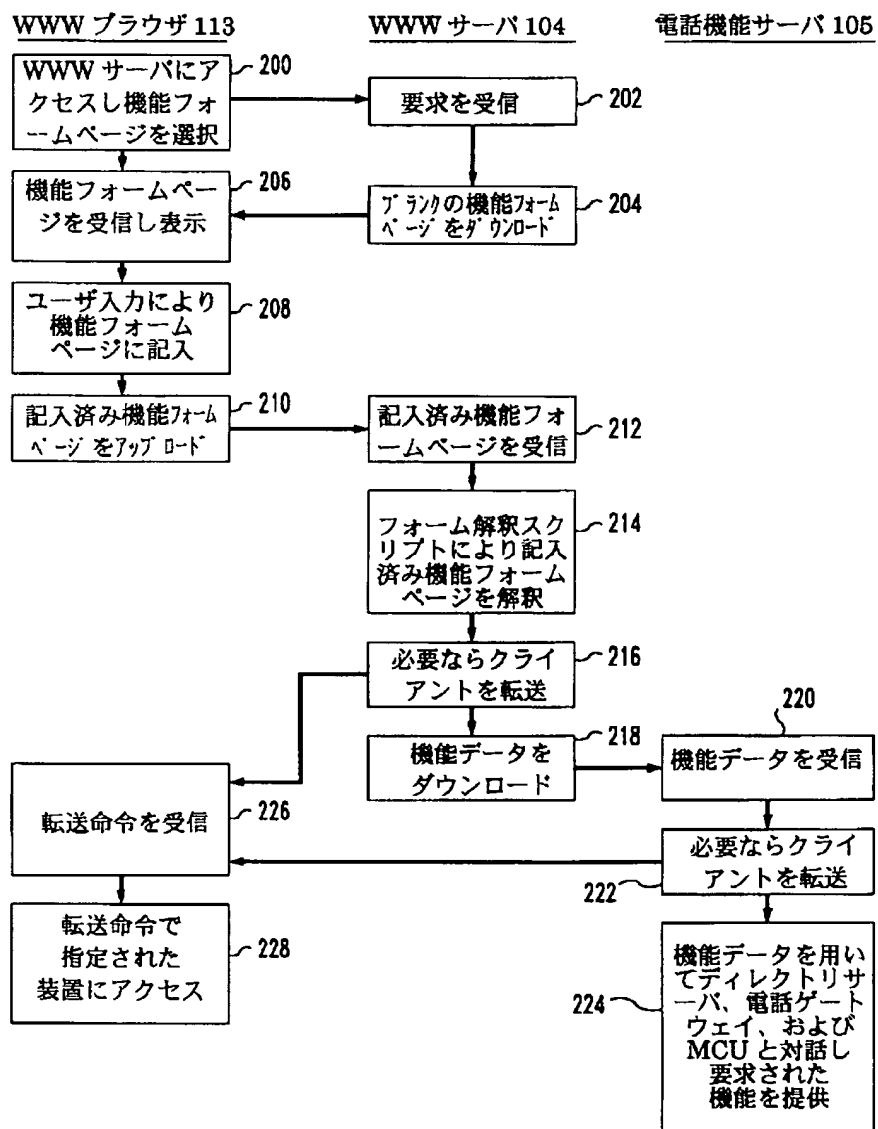 WWW ブラウザ 113
WWW サーバ 104
電話機能サーバ 105
WWW サーバにア
クセスし機能フォ
ームページを選択
200
要求を受信
202
ブランクの機能フォーム
ページをダウンロード
204
機能フォームペー
ジを受信し表示
206
ユーザ入力により
機能フォーム
ページに記入
208
記入済み機能フォーム
ページをアップロード
210
記入済み機能フォ
ームページを受信
212
フォーム解釈スク
リプトにより記入
済み機能フォーム
ページを解釈
214
必要ならクライ
アントを転送
216
機能データを
ダウンロード
218
機能データを受信
220
必要ならクライ
アントを転送
222
機能データを用い
てディレクトリサ
ーバ、電話ゲート
ウェイ、および
MCU と対話し
要求された
機能を提供
224
転送命令を受信
226
転送命令で
指定された
装置にアクセス
228